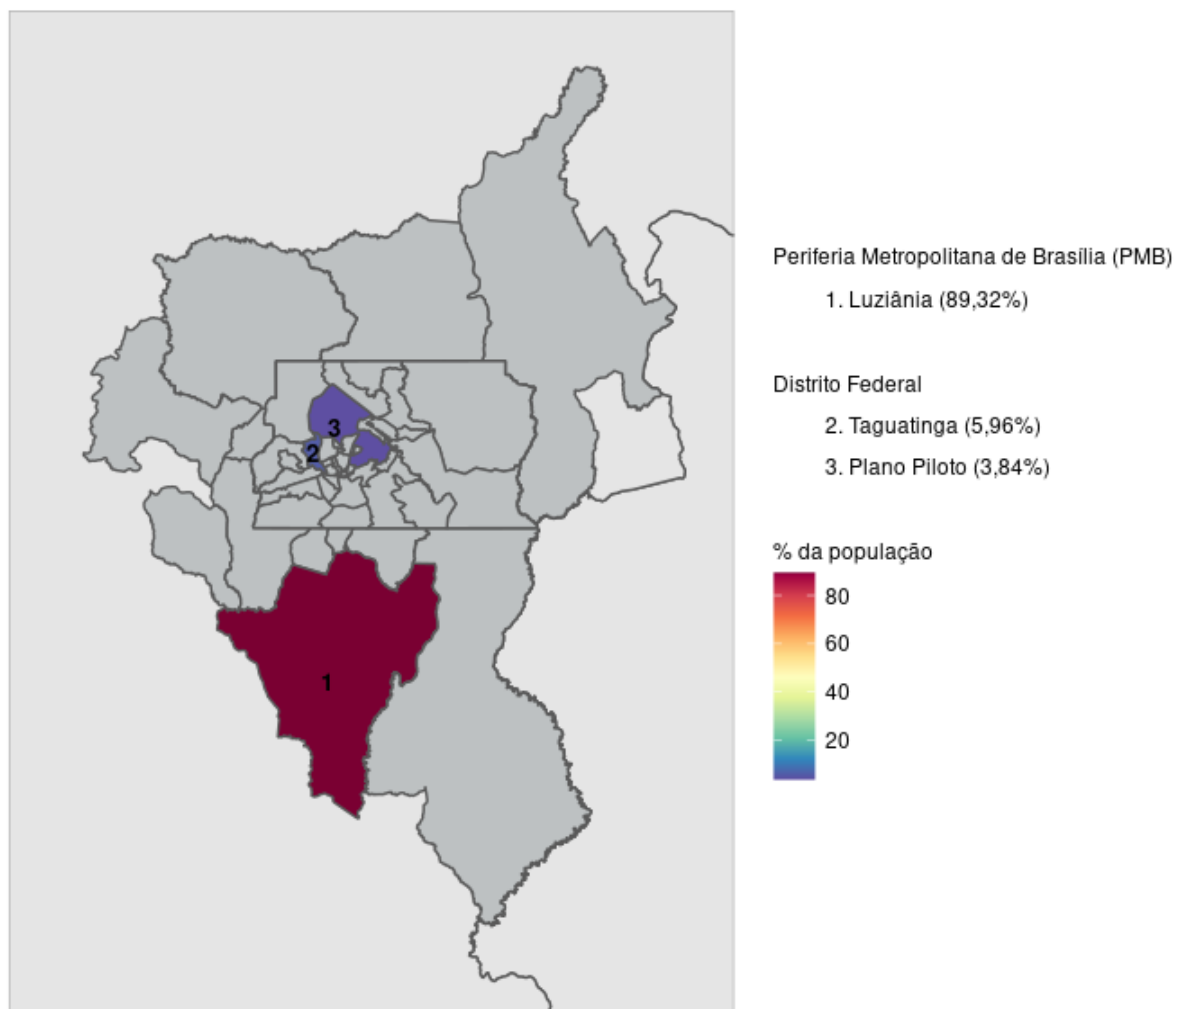 Periferia Metropolitana de Brasília (PMB)
1. Luziânia (89,32%)
Distrito Federal
2. Taguatinga (5,96%)
3. Plano Piloto (3,84%)
% da população
80
60
40
20
3
2
1